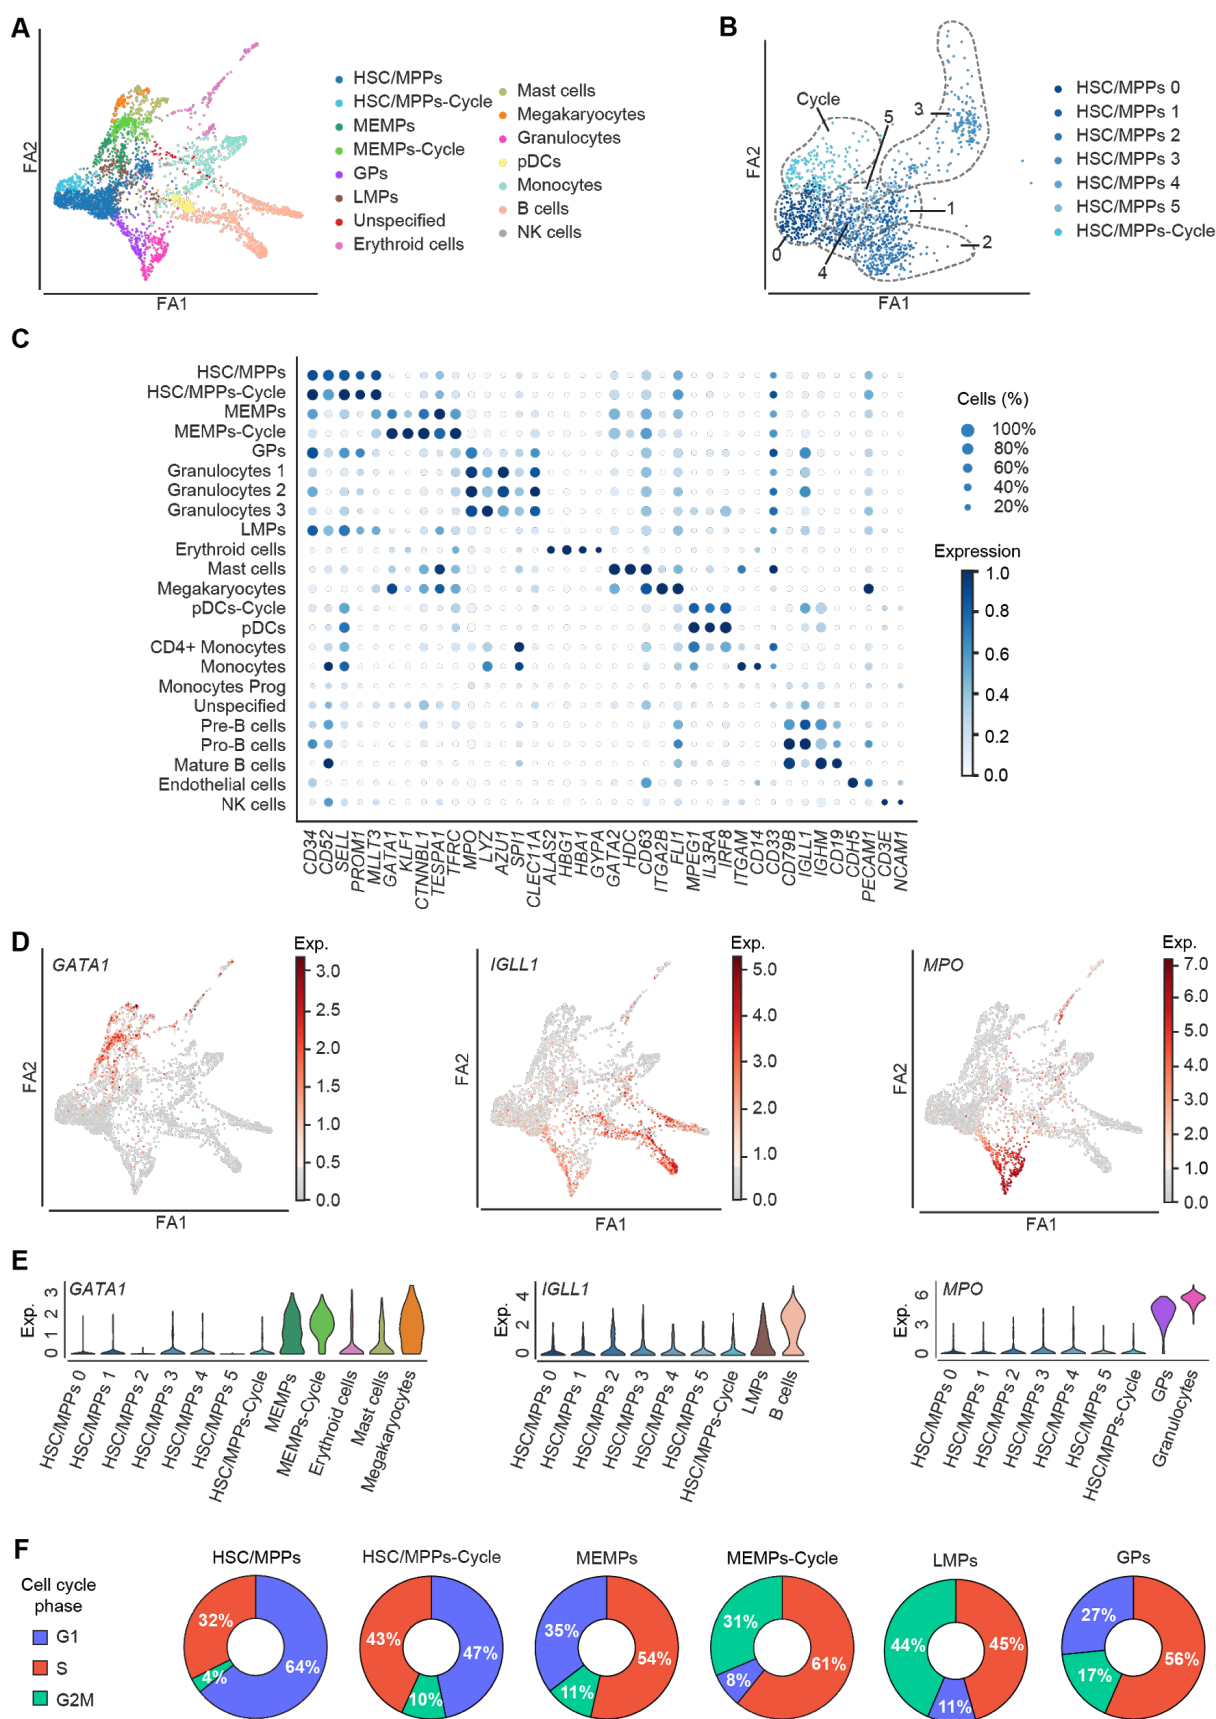 A
FA2
FA1
HSC/MPPs
HSC/MPPs-Cycle
MEMPs
MEMPs-Cycle
GPs
LMPs
Unspecified
Erythroid cells
Mast cells
Megakaryocytes
Granulocytes
pDCs
Monocytes
B cells
NK cells
B
FA2
FA1
Cycle
5
3
1
2
4
0
HSC/MPPs 0
HSC/MPPs 1
HSC/MPPs 2
HSC/MPPs 3
HSC/MPPs 4
HSC/MPPs 5
HSC/MPPs-Cycle
C
HSC/MPPs
HSC/MPPs-Cycle
MEMPs
MEMPs-Cycle
GPs
Granulocytes 1
Granulocytes 2
Granulocytes 3
LMPs
Erythroid cells
Mast cells
Megakaryocytes
pDCs-Cycle
pDCs
CD4+ Monocytes
Monocytes
Monocytes Prog
Unspecified
Pre-B cells
Pro-B cells
Mature B cells
Endothelial cells
NK cells
CD34
CD52
SELL
PROM1
MLLT3
GATA1
KLF1
CTNNBL1
TESPA1
TFRC
MPO
LYZ
AZU1
SPI1
CLEC11A
ALAS2
HBG1
HBA1
GYPA
GATA2
HDC
CD63
ITGA2B
FLI1
MPEG1
IL3RA
IRF8
ITGAM
CD14
CD33
CD79B
IGLL1
IGHM
CD19
CDH5
PECAM1
CD3E
NCAM1
Cells (%)
100%
80%
60%
40%
20%
Expression
1.0
0.8
0.6
0.4
0.2
0.0
D
GATA1
FA2
FA1
Exp.
3.0
2.5
2.0
1.5
1.0
0.5
0.0
IGLL1
FA2
FA1
Exp.
5.0
4.0
3.0
2.0
1.0
0.0
MPO
FA2
FA1
Exp.
7.0
6.0
5.0
4.0
3.0
2.0
1.0
0.0
E
GATA1
Exp.
3
2
1
0
HSC/MPPs 0
HSC/MPPs 1
HSC/MPPs 2
HSC/MPPs 3
HSC/MPPs 4
HSC/MPPs 5
HSC/MPPs-Cycle
MEMPs
MEMPs-Cycle
Erythroid cells
Mast cells
Megakaryocytes
IGLL1
Exp.
4
2
0
HSC/MPPs 0
HSC/MPPs 1
HSC/MPPs 2
HSC/MPPs 3
HSC/MPPs 4
HSC/MPPs 5
HSC/MPPs-Cycle
LMPs
B cells
MPO
Exp.
6
3
0
HSC/MPPs 0
HSC/MPPs 1
HSC/MPPs 2
HSC/MPPs 3
HSC/MPPs 4
HSC/MPPs 5
HSC/MPPs-Cycle
GPs
Granulocytes
F
Cell cycle
phase
G1
S
G2M
HSC/MPPs
32%
4%
64%
HSC/MPPs-Cycle
43%
47%
10%
MEMPs
35%
54%
11%
MEMPs-Cycle
31%
8%
61%
LMPs
44%
45%
11%
GPs
27%
17%
56%